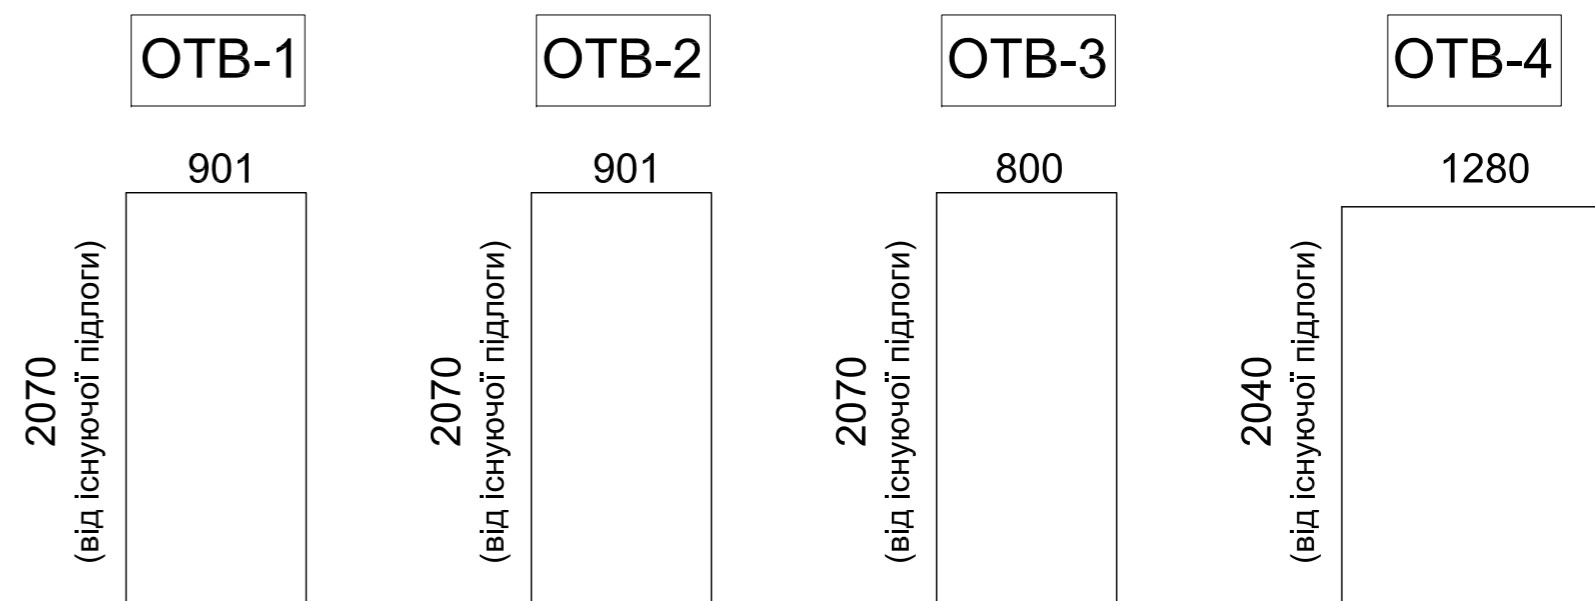 ОТВ-1
ОТВ-2
ОТВ-3
ОТВ-4
901
901
800
1280
2070
(від існуючої підлоги)
2070
(від існуючої підлоги)
2070
(від існуючої підлоги)
2040
(від існуючої підлоги)